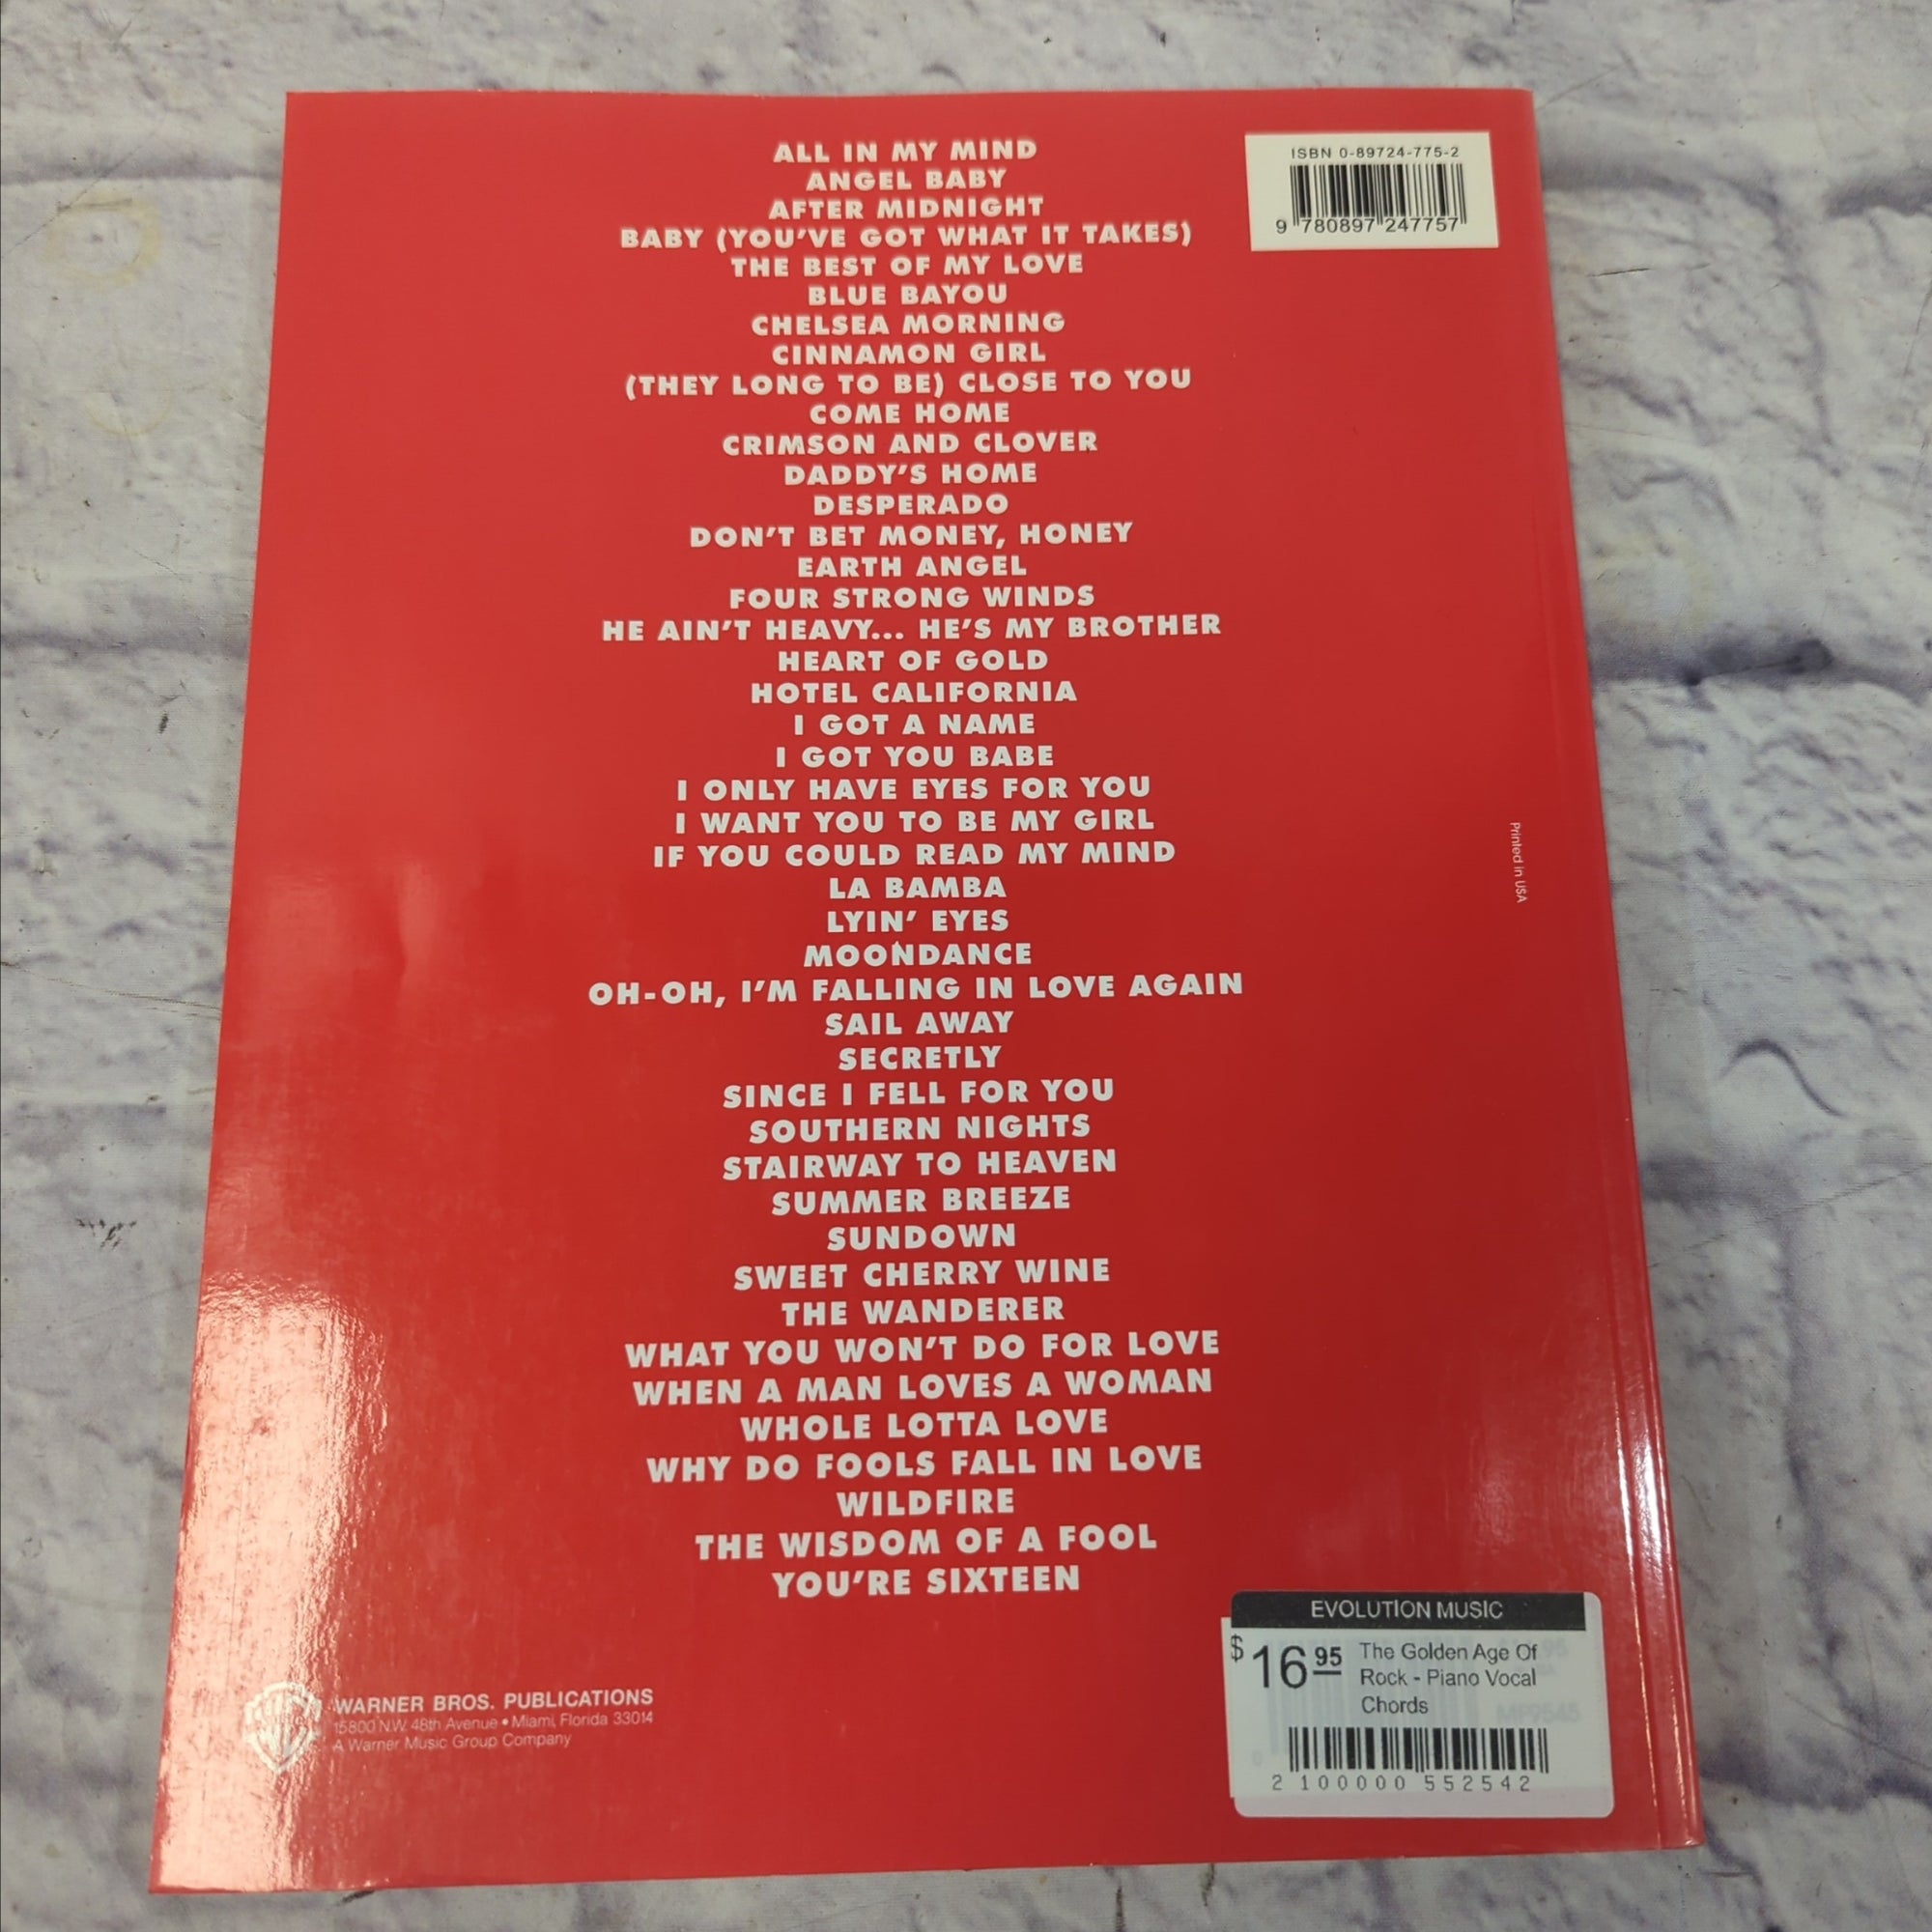 ALL IN MY MIND
ANGEL BABY
AFTER MIDNIGHT
BABY (YOU'VE GOT WHAT IT TAKES)
THE BEST OF MY LOVE
BLUE BAYOU
CHELSEA MORNING
CINNAMON GIRL
(THEY LONG TO BE) CLOSE TO YOU
COME HOME
CRIMSON AND CLOVER
DADDY'S HOME
DESPERADO
DON'T BET MONEY, HONEY
EARTH ANGEL
FOUR STRONG WINDS
HE AIN'T HEAVY... HE'S MY BROTHER
HEART OF GOLD
HOTEL CALIFORNIA
I GOT A NAME
I GOT YOU BABE
I ONLY HAVE EYES FOR YOU
I WANT YOU TO BE MY GIRL
IF YOU COULD READ MY MIND
LA BAMBA
LYIN' EYES
MOONDANCE
OH-OH, I'M FALLING IN LOVE AGAIN
SAIL AWAY
SECRETLY
SINCE I FELL FOR YOU
SOUTHERN NIGHTS
STAIRWAY TO HEAVEN
SUMMER BREEZE
SUNDOWN
SWEET CHERRY WINE
THE WANDERER
WHAT YOU WON'T DO FOR LOVE
WHEN A MAN LOVES A WOMAN
WHOLE LOTTA LOVE
WHY DO FOOLS FALL IN LOVE
WILDFIRE
THE WISDOM OF A FOOL
YOU'RE SIXTEEN
ISBN 0-89724-775-2
9 780897 247757
Printed in USA
WARNER BROS. PUBLICATIONS
15800 N.W. 48th Avenue • Miami, Florida 33014
A Warner Music Group Company
EVOLUTION MUSIC
$16.95
The Golden Age Of
Rock - Piano Vocal
Chords
2 100000 552542